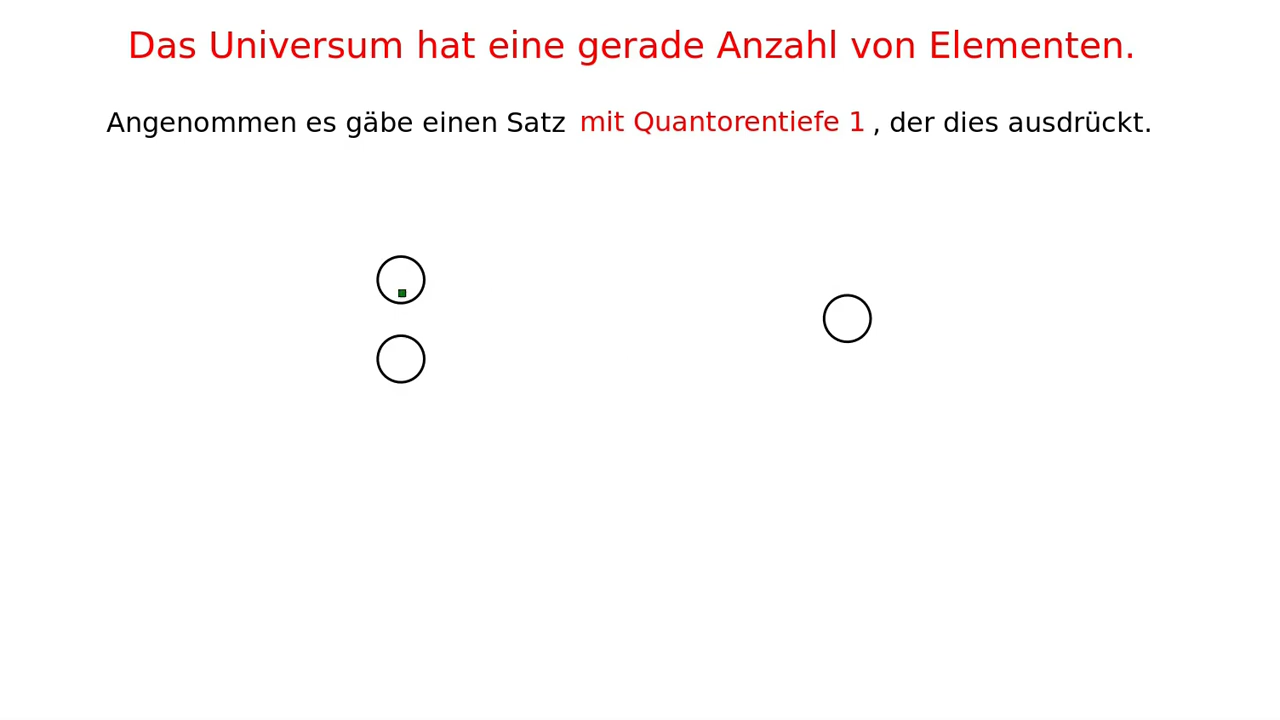 Das Universum hat eine gerade Anzahl von Elementen.
Angenommen es gäbe einen Satz mit Quantorentiefe 1 , der dies ausdrückt.